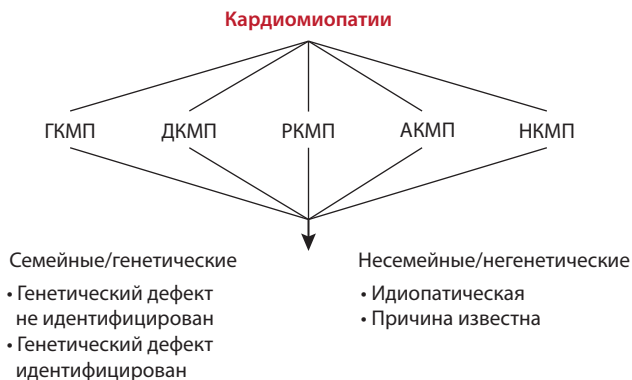 Кардиомиопатии
ГКМП ДКМП РКМП АКМП НКМП
Семейные/генетические
• Генетический дефект
не идентифицирован
• Генетический дефект
идентифицирован
Несемейные/негенетические
• Идиопатическая
• Причина известна